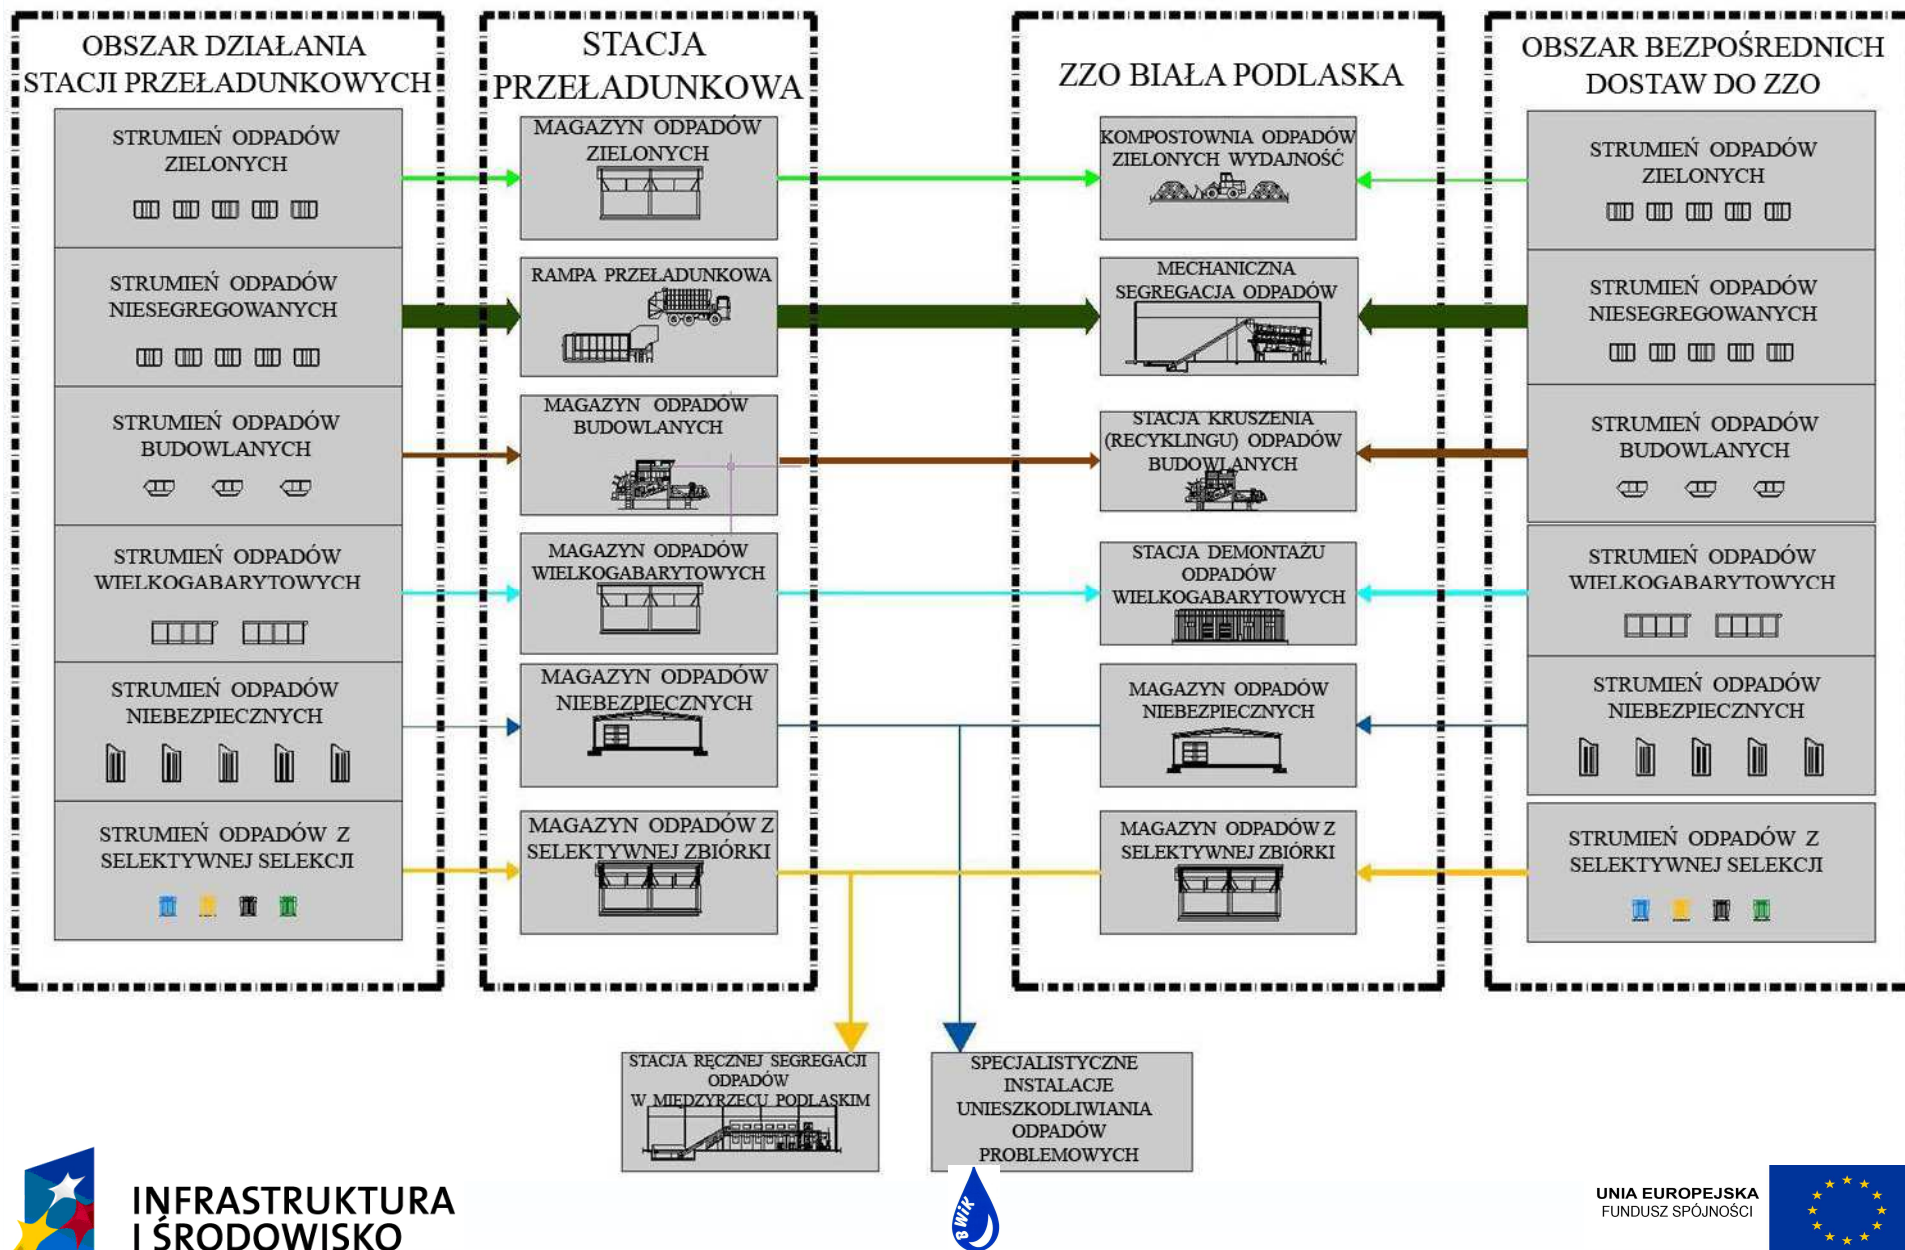 OBSZAR DZIAŁANIA
STACJI PRZEŁADUNKOWYCH
STRUMIEŃ ODPADÓW
ZIELONYCH
STRUMIEŃ ODPADÓW
NIESEGREGOWANYCH
STRUMIEŃ ODPADÓW
BUDOWLANYCH
STRUMIEŃ ODPADÓW
WIELKOGABARYTOWYCH
STRUMIEŃ ODPADÓW
NIEBEZPIECZNYCH
STRUMIEŃ ODPADÓW Z
SELEKTYWNEJ SELEKCJI
STACJA
PRZEŁADUNKOWA
MAGAZYN ODPADÓW
ZIELONYCH
RAMPA PRZEŁADUNKOWA
MAGAZYN ODPADÓW
BUDOWLANYCH
MAGAZYN ODPADÓW
WIELKOGABARYTOWYCH
MAGAZYN ODPADÓW
NIEBEZPIECZNYCH
MAGAZYN ODPADÓW Z
SELEKTYWNEJ ZBIÓRKI
ZZO BIAŁA PODLASKA
KOMPOSTOWNIA ODPADÓW
ZIELONYCH WYDAJNOŚĆ
MECHANICZNA
SEGREGACJA ODPADÓW
STACJA KRUSZENIA
(RECYKLINGU) ODPADÓW
BUDOWLANYCH
STACJA DEMONTAŻU
ODPADÓW
WIELKOGABARYTOWYCH
MAGAZYN ODPADÓW
NIEBEZPIECZNYCH
MAGAZYN ODPADÓW Z
SELEKTYWNEJ ZBIÓRKI
OBSZAR BEZPOŚREDNICH
DOSTAW DO ZZO
STRUMIEŃ ODPADÓW
ZIELONYCH
STRUMIEŃ ODPADÓW
NIESEGREGOWANYCH
STRUMIEŃ ODPADÓW
BUDOWLANYCH
STRUMIEŃ ODPADÓW
WIELKOGABARYTOWYCH
STRUMIEŃ ODPADÓW
NIEBEZPIECZNYCH
STRUMIEŃ ODPADÓW Z
SELEKTYWNEJ SELEKCJI
STACJA RĘCZNEJ SEGREGACJI
ODPADÓW
W MIĘDZYRZECU PODLASKIM
SPECJALISTYCZNE
INSTALACJE
UNIESZKODLIWIANIA
ODPADÓW
PROBLEMOWYCH
INFRASTRUKTURA
I ŚRODOWISKO
B WiK
UNIA EUROPEJSKA
FUNDUSZ SPÓJNOŚCI